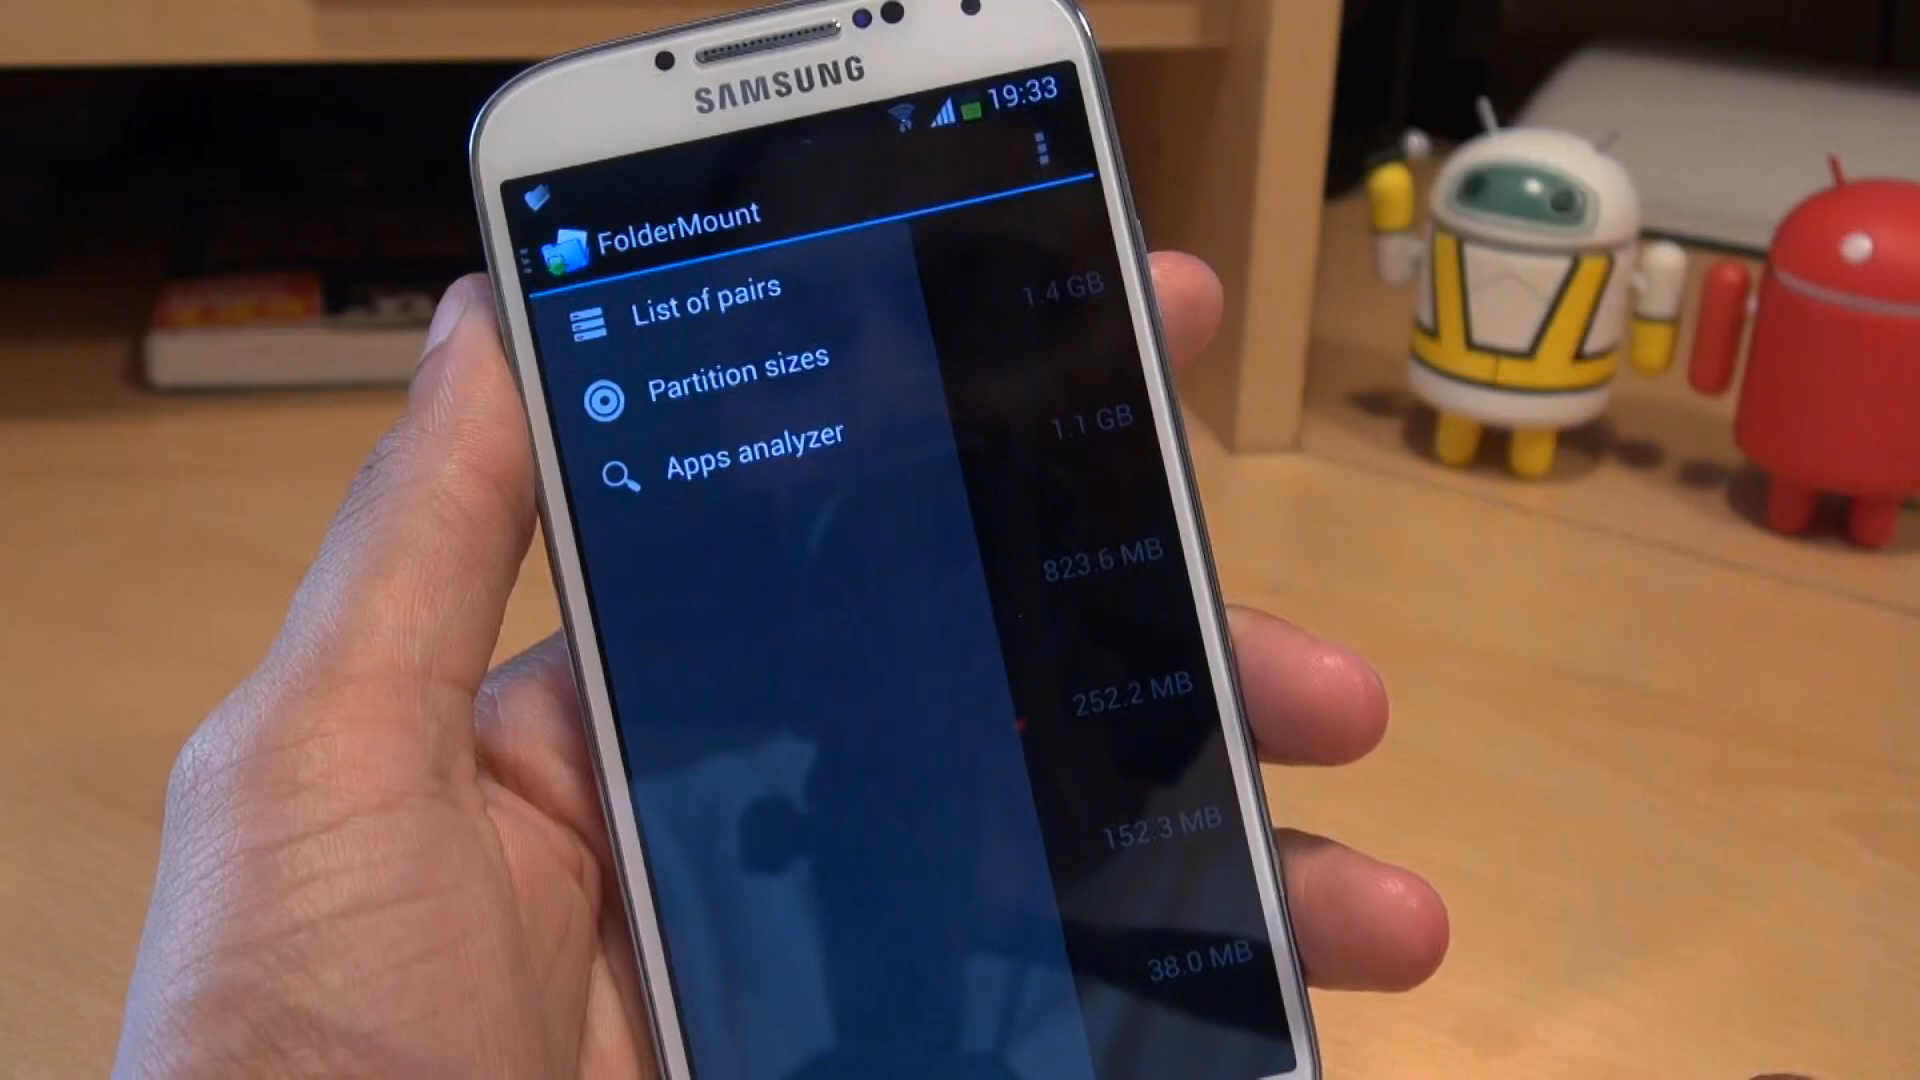 SAMSUNG
19:33
FolderMount
List of pairs
Partition sizes
Apps analyzer
1.4 GB
1.1 GB
823.6 MB
252.2 MB
152.3 MB
38.0 MB